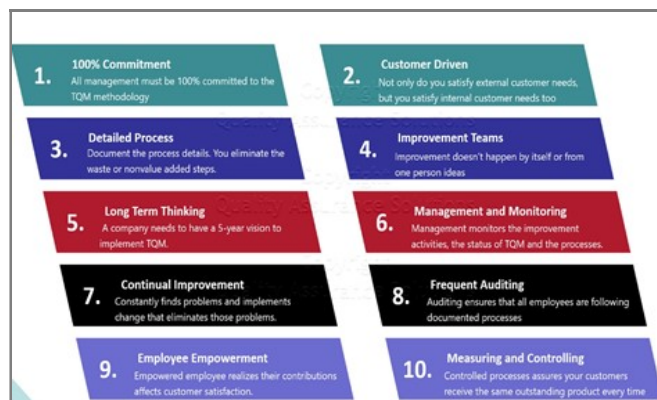 1. 100% Commitment
All management must be 100% committed to the
TQM methodology
2. Customer Driven
Not only do you satisfy external customer needs,
but you satisfy internal customer needs too
3. Detailed Process
Document the process details. You eliminate the
waste or nonvalue added steps.
4. Improvement Teams
Improvement doesn't happen by itself or from
one person ideas
5. Long Term Thinking
A company needs to have a 5-year vision to
implement TQM.
6. Management and Monitoring
Management monitors the improvement
activities, the status of TQM and the processes.
7. Continual Improvement
Constantly finds problems and implements
change that eliminates those problems.
8. Frequent Auditing
Auditing ensures that all employees are following
documented processes
9. Employee Empowerment
Empowered employee realizes their contributions
affects customer satisfaction.
10. Measuring and Controlling
Controlled processes assures your customers
receive the same outstanding product every time